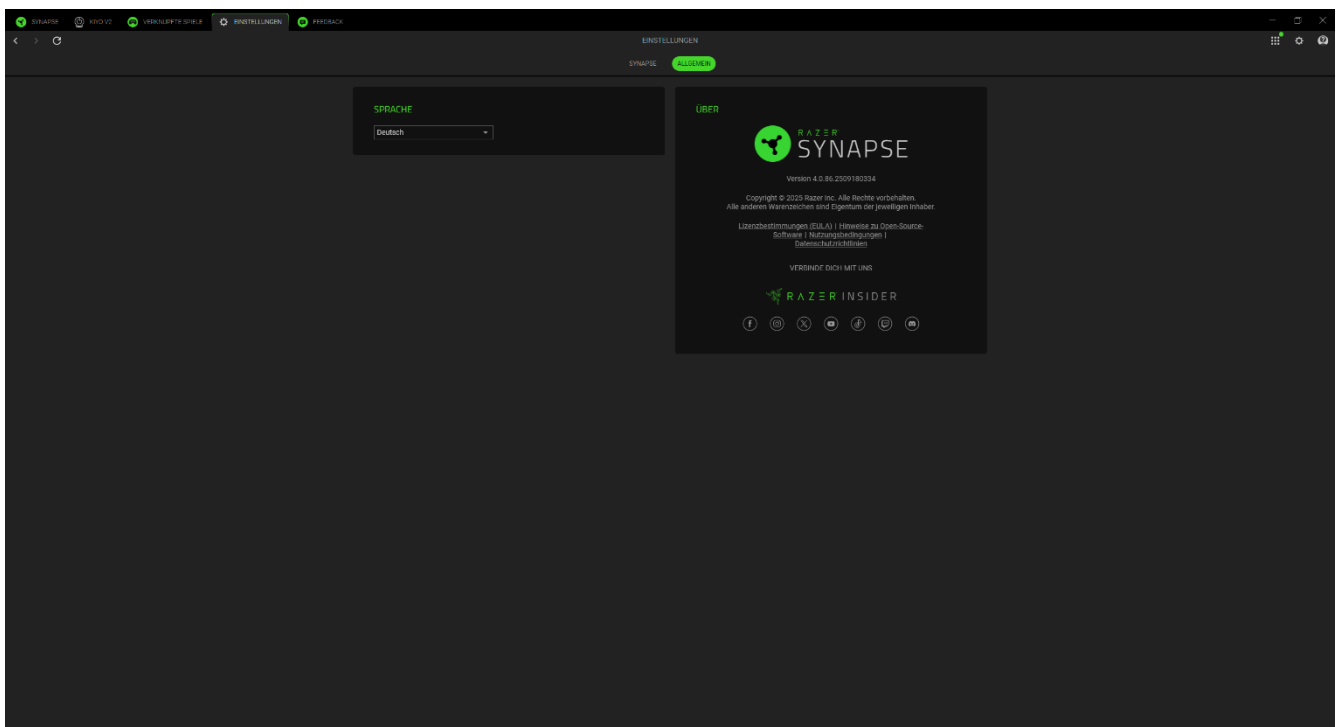 SYNAPSE
KIYO V2
VERKNÜPFTE SPIELE
EINSTELLUNGEN
FEEDBACK
EINSTELLUNGEN
SYNAPSE
ALLGEMEIN
SPRACHE
Deutsch
ÜBER
RAZER
SYNAPSE
Version 4.0.86.2509180334
Copyright © 2025 Razer Inc. Alle Rechte vorbehalten.
Alle anderen Warenzeichen sind Eigentum der jeweiligen Inhaber.
Lizenzbestimmungen (EULA) | Hinweise zu Open-Source-
Software | Nutzungsbedingungen |
Datenschutzrichtlinien
VERBINDE DICH MIT UNS
RAZER INSIDER